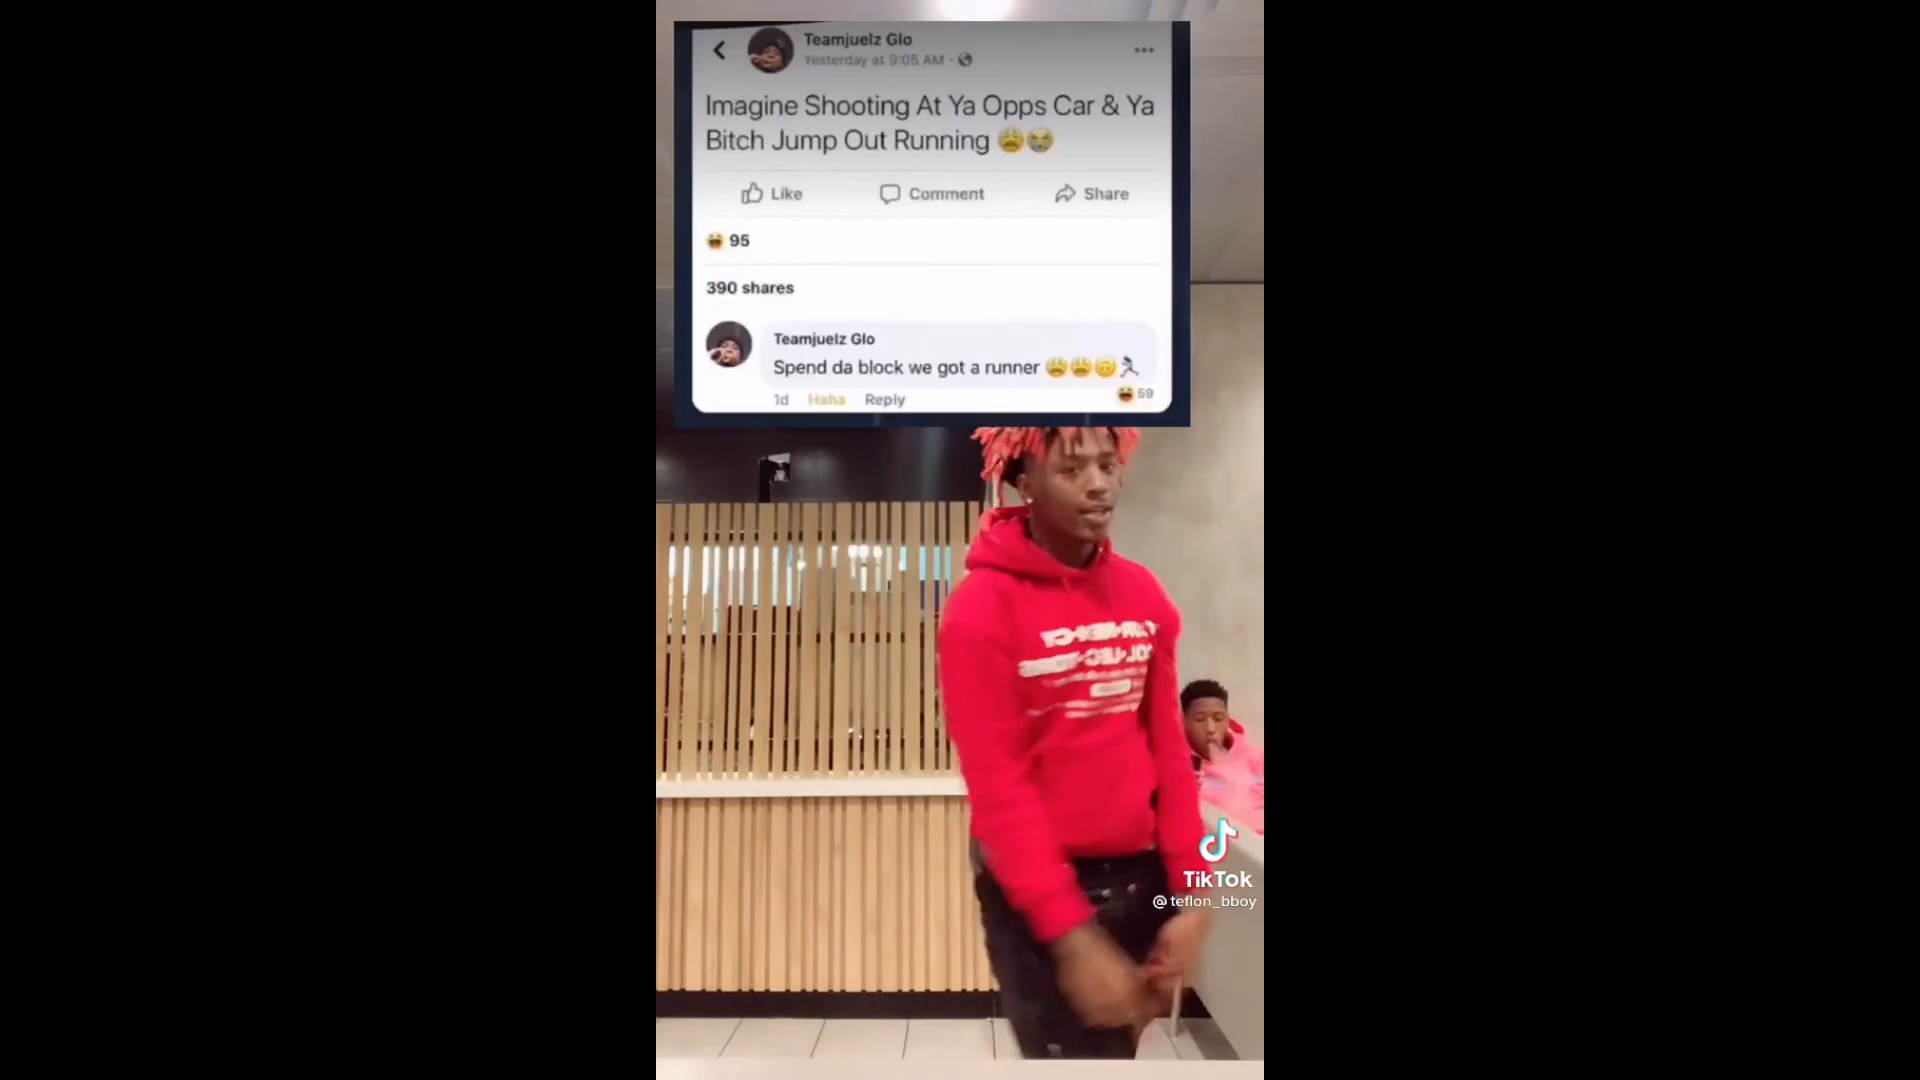 Teamjuelz Glo
Yesterday at 9:05 AM ·
Imagine Shooting At Ya Opps Car & Ya
Bitch Jump Out Running 😩😭
Like Comment Share
95
390 shares
Teamjuelz Glo
Spend da block we got a runner 😩😩🙃🏃
1d Haha Reply
59
TikTok
@teflon_bboy